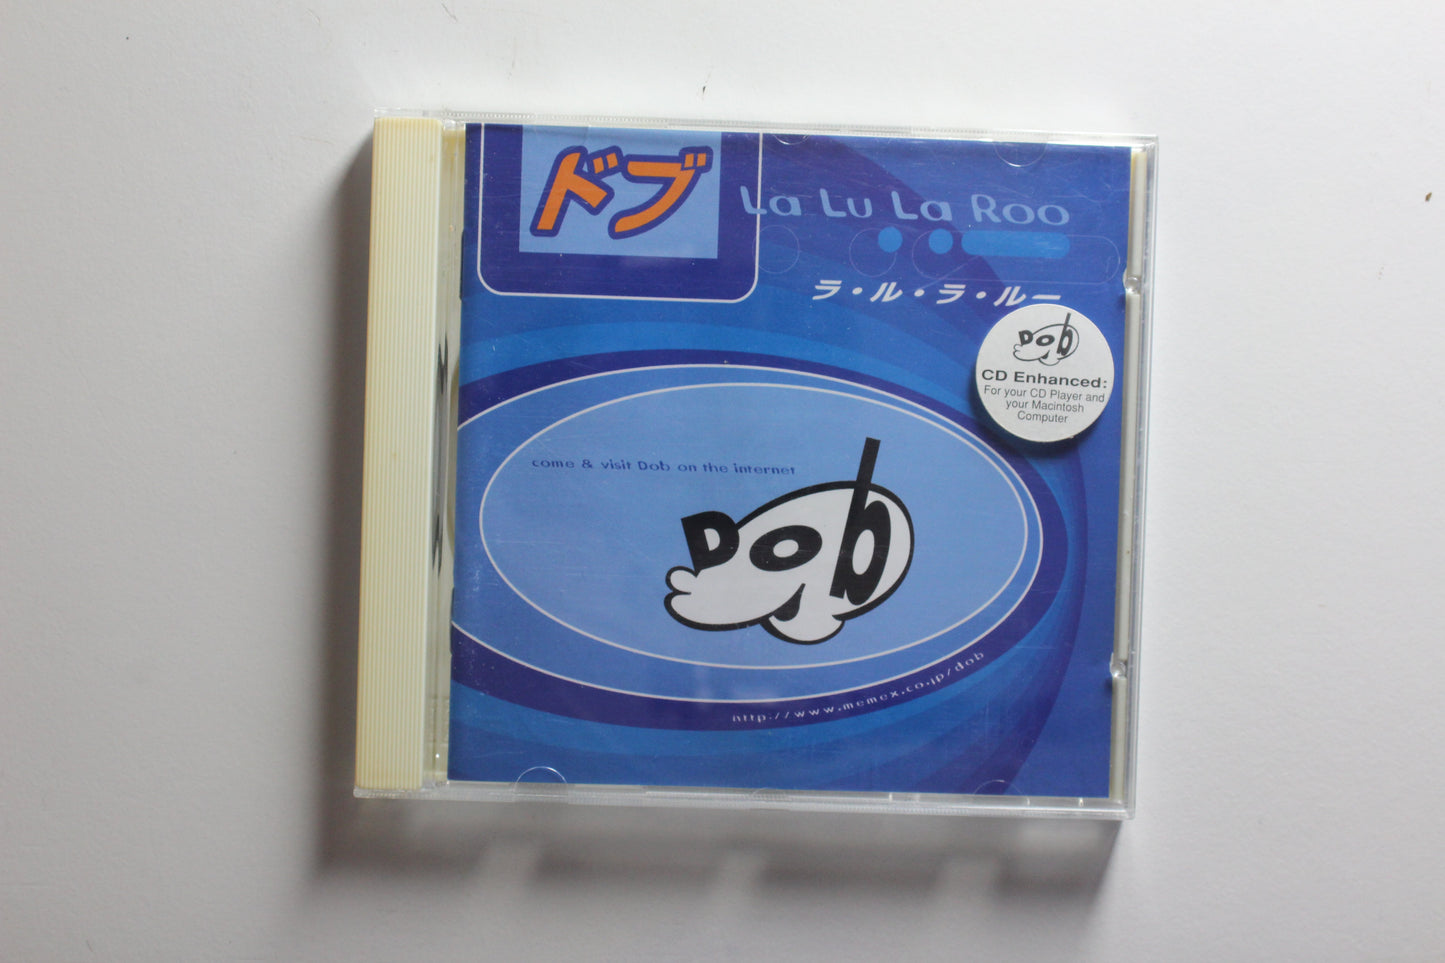 ドブ
La Lu La Roo
ラ・ル・ラ・ルー
Dob
CD Enhanced:
For your CD Player and
your Macintosh
Computer
come & visit Dob on the internet
Dob
http://www.memex.co.jp/dob